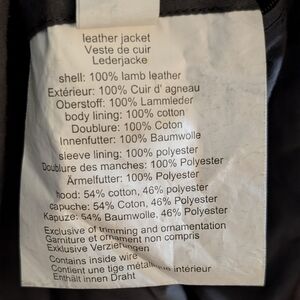 leather jacket
Veste de cuir
Lederjacke
shell: 100% lamb leather
Extérieur: 100% Cuir d' agneau
Oberstoff: 100% Lammleder
body lining: 100% cotton
Doublure: 100% Coton
Innenfutter: 100% Baumwolle
sleeve lining: 100% polyester
Doublure des manches: 100% Polyester
Ärmelfutter: 100% Polyester
hood: 54% cotton, 46% polyester
capuche: 54% Coton, 46% Polyester
Kapuze: 54% Baumwolle, 46% Polyester
Exclusive of trimming and ornamentation
Garniture et ornament non compris
Exklusive Verzierungen
Contains inside wire
Contient une tige métallique intérieur
Enthält innen Draht